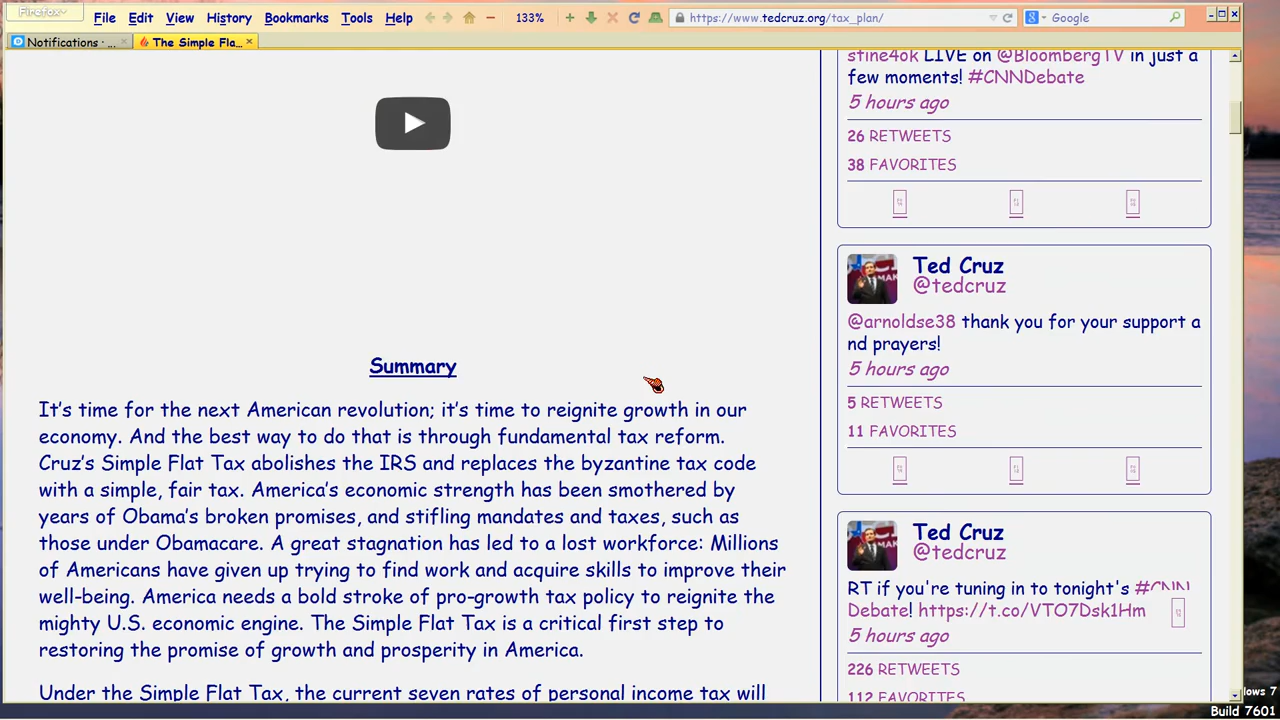 Firefox
File Edit View History Bookmarks Tools Help 133% https://www.tedcruz.org/tax_plan/ Google
Notifications · ... The Simple Fla...
stine4ok LIVE on @BloombergTV in just a
few moments! #CNNDebate
5 hours ago
26 RETWEETS
38 FAVORITES
Ted Cruz
@tedcruz
@arnoldse38 thank you for your support a
nd prayers!
5 hours ago
5 RETWEETS
11 FAVORITES
Ted Cruz
@tedcruz
RT if you're tuning in to tonight's #CNN
Debate! https://t.co/VTO7Dsk1Hm
5 hours ago
226 RETWEETS
112 FAVORITES
Summary
It's time for the next American revolution; it's time to reignite growth in our
economy. And the best way to do that is through fundamental tax reform.
Cruz's Simple Flat Tax abolishes the IRS and replaces the byzantine tax code
with a simple, fair tax. America's economic strength has been smothered by
years of Obama's broken promises, and stifling mandates and taxes, such as
those under Obamacare. A great stagnation has led to a lost workforce: Millions
of Americans have given up trying to find work and acquire skills to improve their
well-being. America needs a bold stroke of pro-growth tax policy to reignite the
mighty U.S. economic engine. The Simple Flat Tax is a critical first step to
restoring the promise of growth and prosperity in America.
Under the Simple Flat Tax, the current seven rates of personal income tax will
lows 7
Build 7601